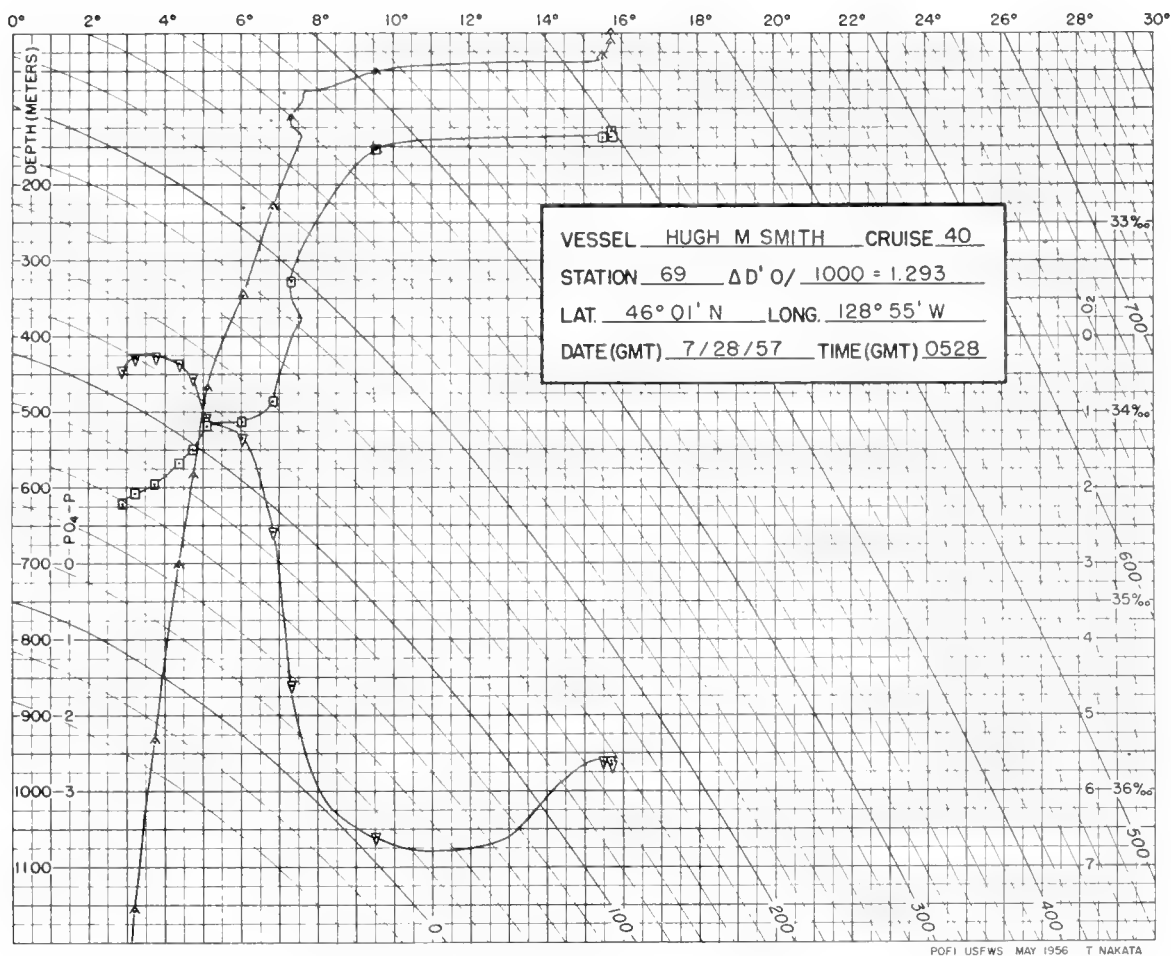 0° 2° 4° 6° 8° 10° 12° 14° 16° 18° 20° 22° 24° 26° 28° 30°
DEPTH (METERS)
200
300
400
500
600
700
800
900
1000
1100
PO₄-P
0
1
2
3
VESSEL HUGH M SMITH CRUISE 40
STATION 69 ΔD' 0/ 1000 = 1.293
LAT. 46° 01' N LONG. 128° 55' W
DATE (GMT) 7/28/57 TIME (GMT) 0528
33‰
34‰
35‰
36‰
O₂
0
1
2
3
4
5
6
7
700
600
500
0 100 200 300 400
POFI USFWS MAY 1956 T NAKATA